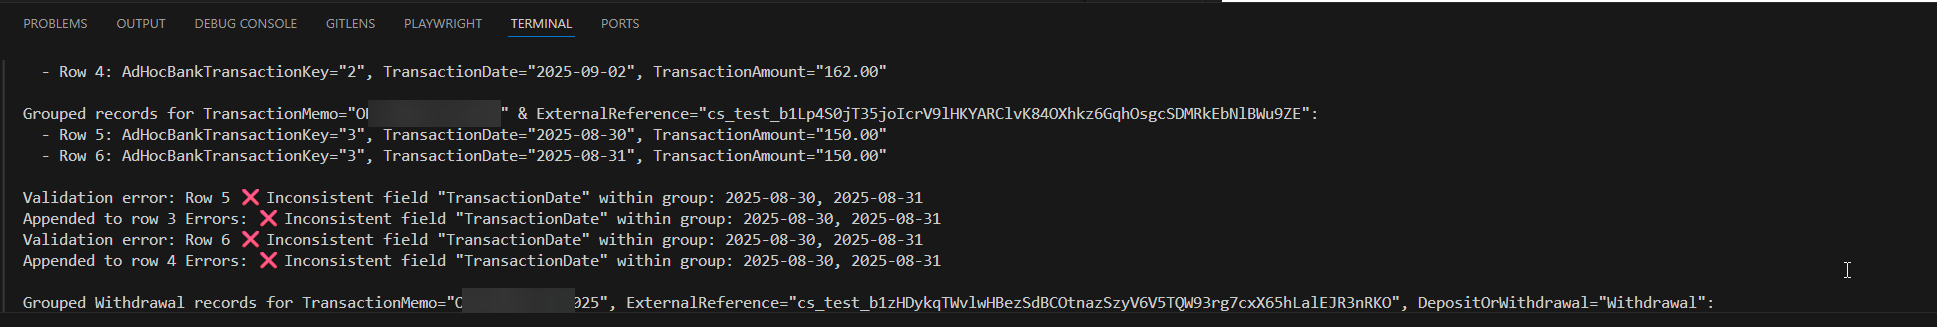 PROBLEMS OUTPUT DEBUG CONSOLE GITLENS PLAYWRIGHT TERMINAL PORTS
- Row 4: AdHocBankTransactionKey="2", TransactionDate="2025-09-02", TransactionAmount="162.00"
Grouped records for TransactionMemo="O " & ExternalReference="cs_test_b1Lp4S0jT35joIcrV9lHKYARClvK84OXhkz6GqhOsgcSDMRkEbNlBWu9ZE":
- Row 5: AdHocBankTransactionKey="3", TransactionDate="2025-08-30", TransactionAmount="150.00"
- Row 6: AdHocBankTransactionKey="3", TransactionDate="2025-08-31", TransactionAmount="150.00"
Validation error: Row 5 ❌ Inconsistent field "TransactionDate" within group: 2025-08-30, 2025-08-31
Appended to row 3 Errors: ❌ Inconsistent field "TransactionDate" within group: 2025-08-30, 2025-08-31
Validation error: Row 6 ❌ Inconsistent field "TransactionDate" within group: 2025-08-30, 2025-08-31
Appended to row 4 Errors: ❌ Inconsistent field "TransactionDate" within group: 2025-08-30, 2025-08-31
Grouped Withdrawal records for TransactionMemo="O 025", ExternalReference="cs_test_b1zHDykqTWvlwHBezSdBCOtnazSzyV6V5TQW93rg7cxX65hLalEJR3nRKO", DepositOrWithdrawal="Withdrawal":